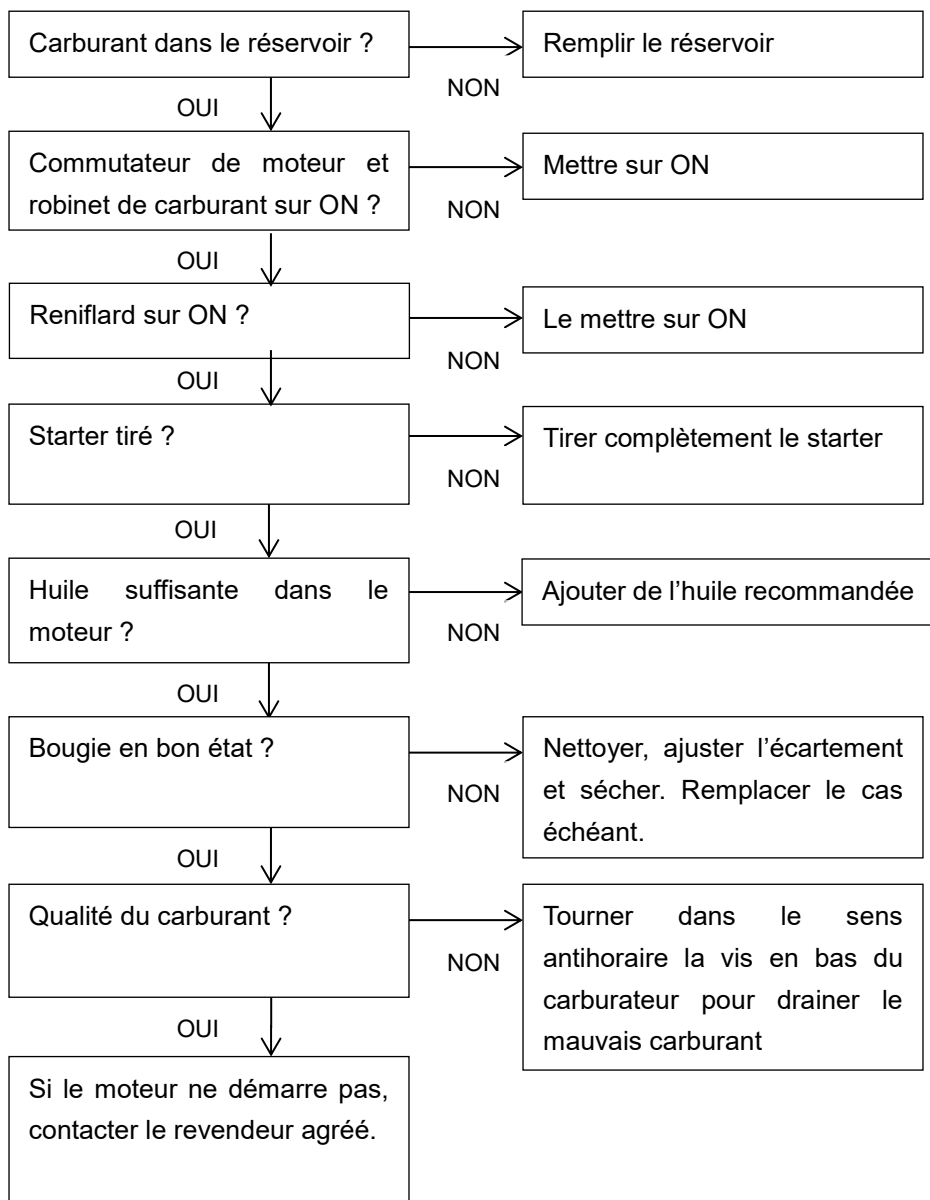 Carburant dans le réservoir ?
Remplir le réservoir
NON
OUI
Commutateur de moteur et
robinet de carburant sur ON ?
Mettre sur ON
NON
OUI
Reniflard sur ON ?
Le mettre sur ON
NON
OUI
Starter tiré ?
Tirer complètement le starter
NON
OUI
Huile suffisante dans le
moteur ?
Ajouter de l’huile recommandée
NON
OUI
Bougie en bon état ?
Nettoyer, ajuster l’écartement
et sécher. Remplacer le cas
échéant.
NON
OUI
Qualité du carburant ?
Tourner dans le sens
antihoraire la vis en bas du
carburateur pour drainer le
mauvais carburant
NON
OUI
Si le moteur ne démarre pas,
contacter le revendeur agréé.